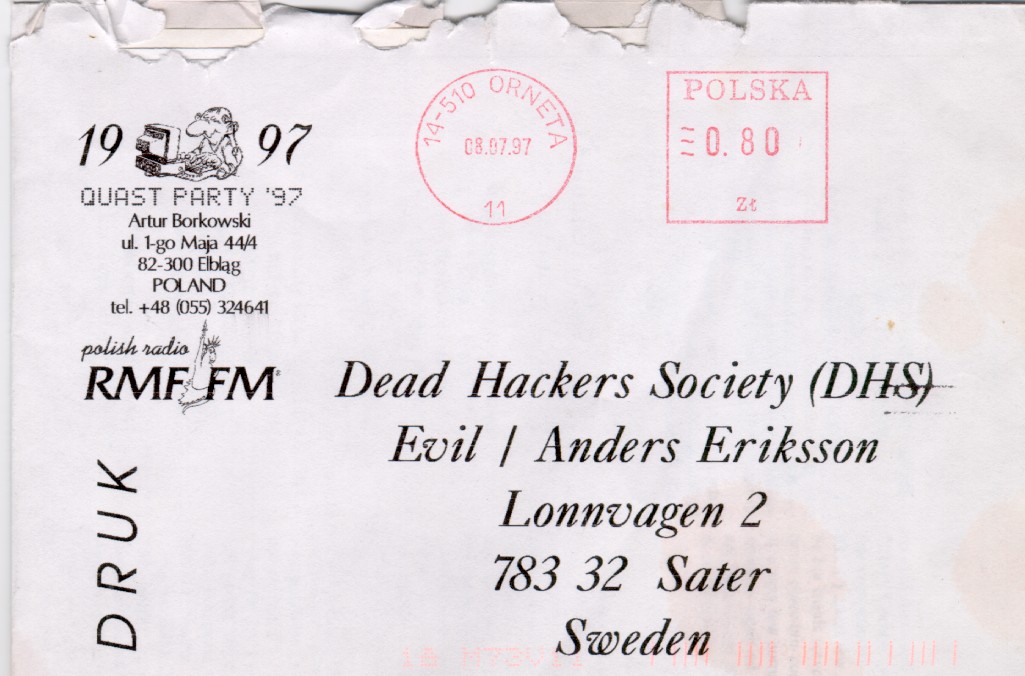 14-510 ORNETA
08.07.97
11
POLSKA
0.80
Zł
19 97
QUAST PARTY '97
Artur Borkowski
ul. 1-go Maja 44/4
82-300 Elbląg
POLAND
tel. +48 (055) 324641
polish radio
RMF FM
DRUK
Dead Hackers Society (DHS)
Evil / Anders Eriksson
Lonnvagen 2
783 32 Sater
Sweden